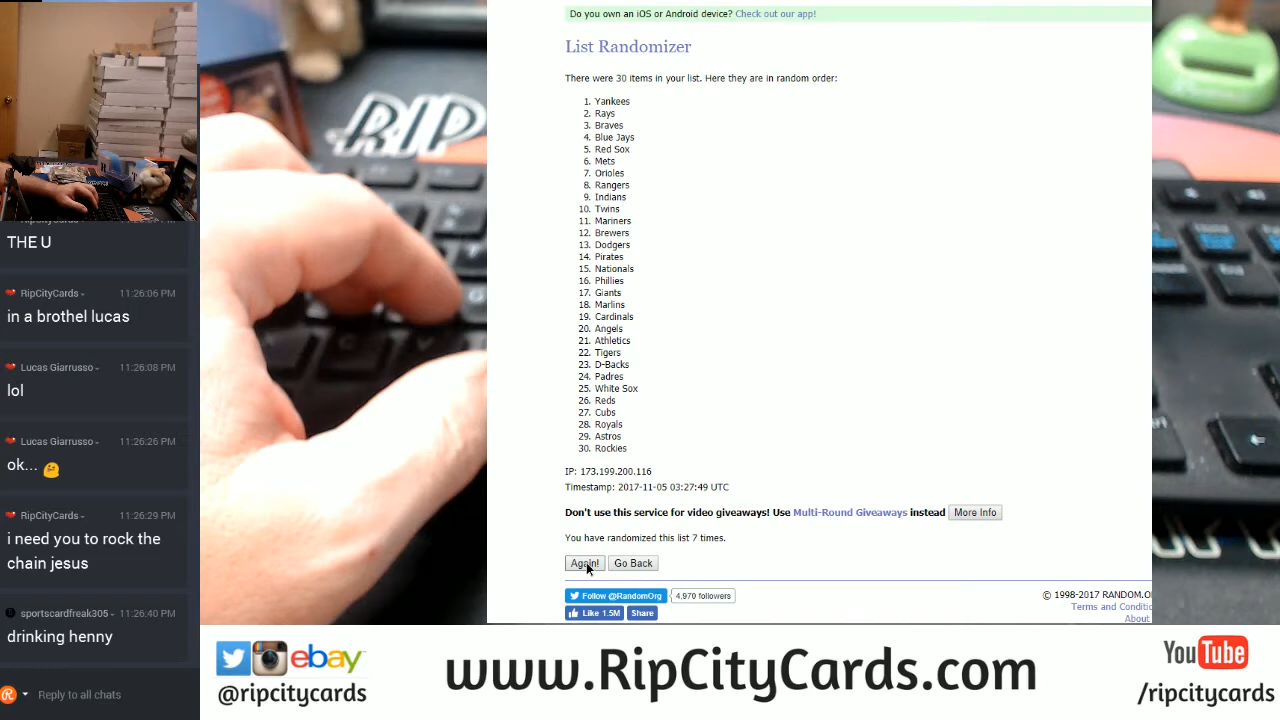 RipCityCards
THE U
RipCityCards 11:26:06 PM
in a brothel lucas
Lucas Giarrusso 11:26:08 PM
lol
Lucas Giarrusso 11:26:26 PM
ok...
RipCityCards 11:26:29 PM
i need you to rock the
chain jesus
sportscardfreak305 11:26:40 PM
drinking henny
Reply to all chats
RIP
Do you own an iOS or Android device? Check out our app!
List Randomizer
There were 30 items in your list. Here they are in random order:
1. Yankees
2. Rays
3. Braves
4. Blue Jays
5. Red Sox
6. Mets
7. Orioles
8. Rangers
9. Indians
10. Twins
11. Mariners
12. Brewers
13. Dodgers
14. Pirates
15. Nationals
16. Phillies
17. Giants
18. Marlins
19. Cardinals
20. Angels
21. Athletics
22. Tigers
23. D-Backs
24. Padres
25. White Sox
26. Reds
27. Cubs
28. Royals
29. Astros
30. Rockies
IP: 173.199.200.116
Timestamp: 2017-11-05 03:27:49 UTC
Don't use this service for video giveaways! Use Multi-Round Giveaways instead More Info
You have randomized this list 7 times.
Again! Go Back
Follow @RandomOrg 4,970 followers
Like 1.5M Share
© 1998-2017 RANDOM.O
Terms and Conditio
About
ebay
@ripcitycards
www.RipCityCards.com
YouTube
/ripcitycards